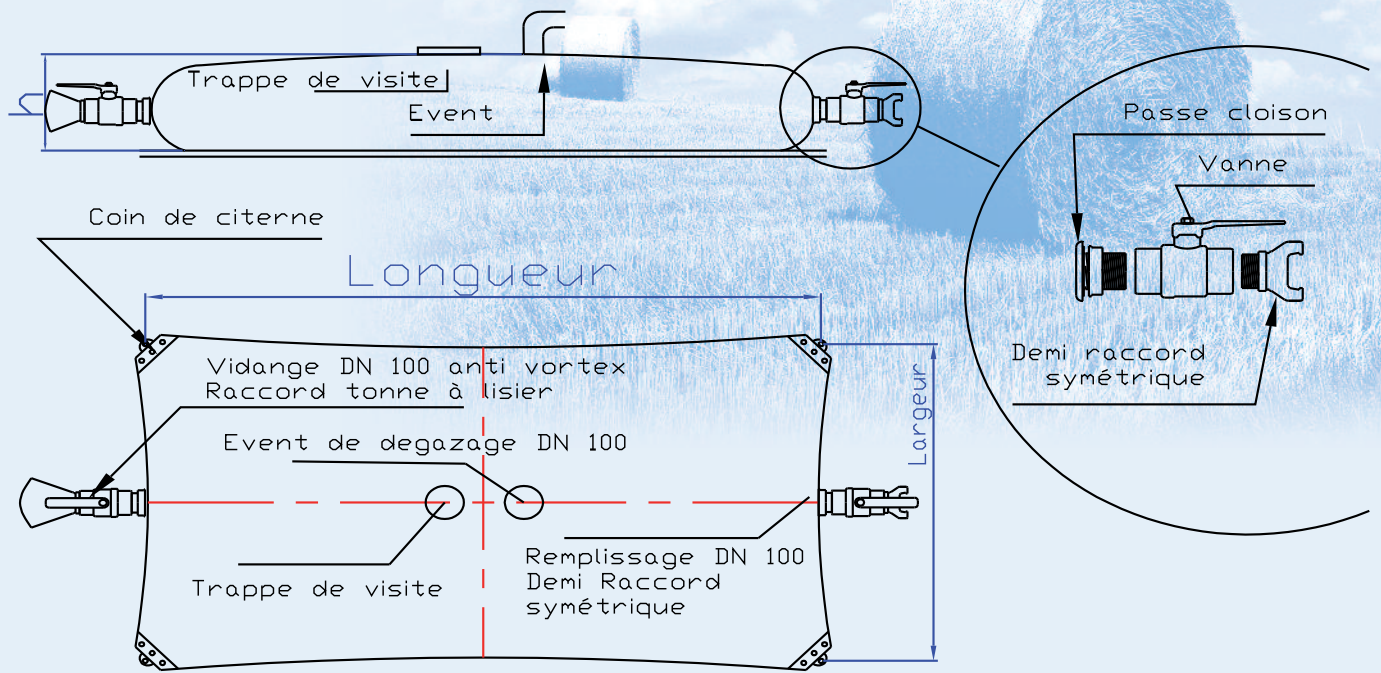 Trappe de visite
Event
Passe cloison
Vanne
Coin de citerne
Longueur
Vidange DN 100 anti vortex
Raccord tonne à lisier
Demi raccord
symétrique
Largeur
Event de degazage DN 100
Trappe de visite
Remplissage DN 100
Demi Raccord
symétrique